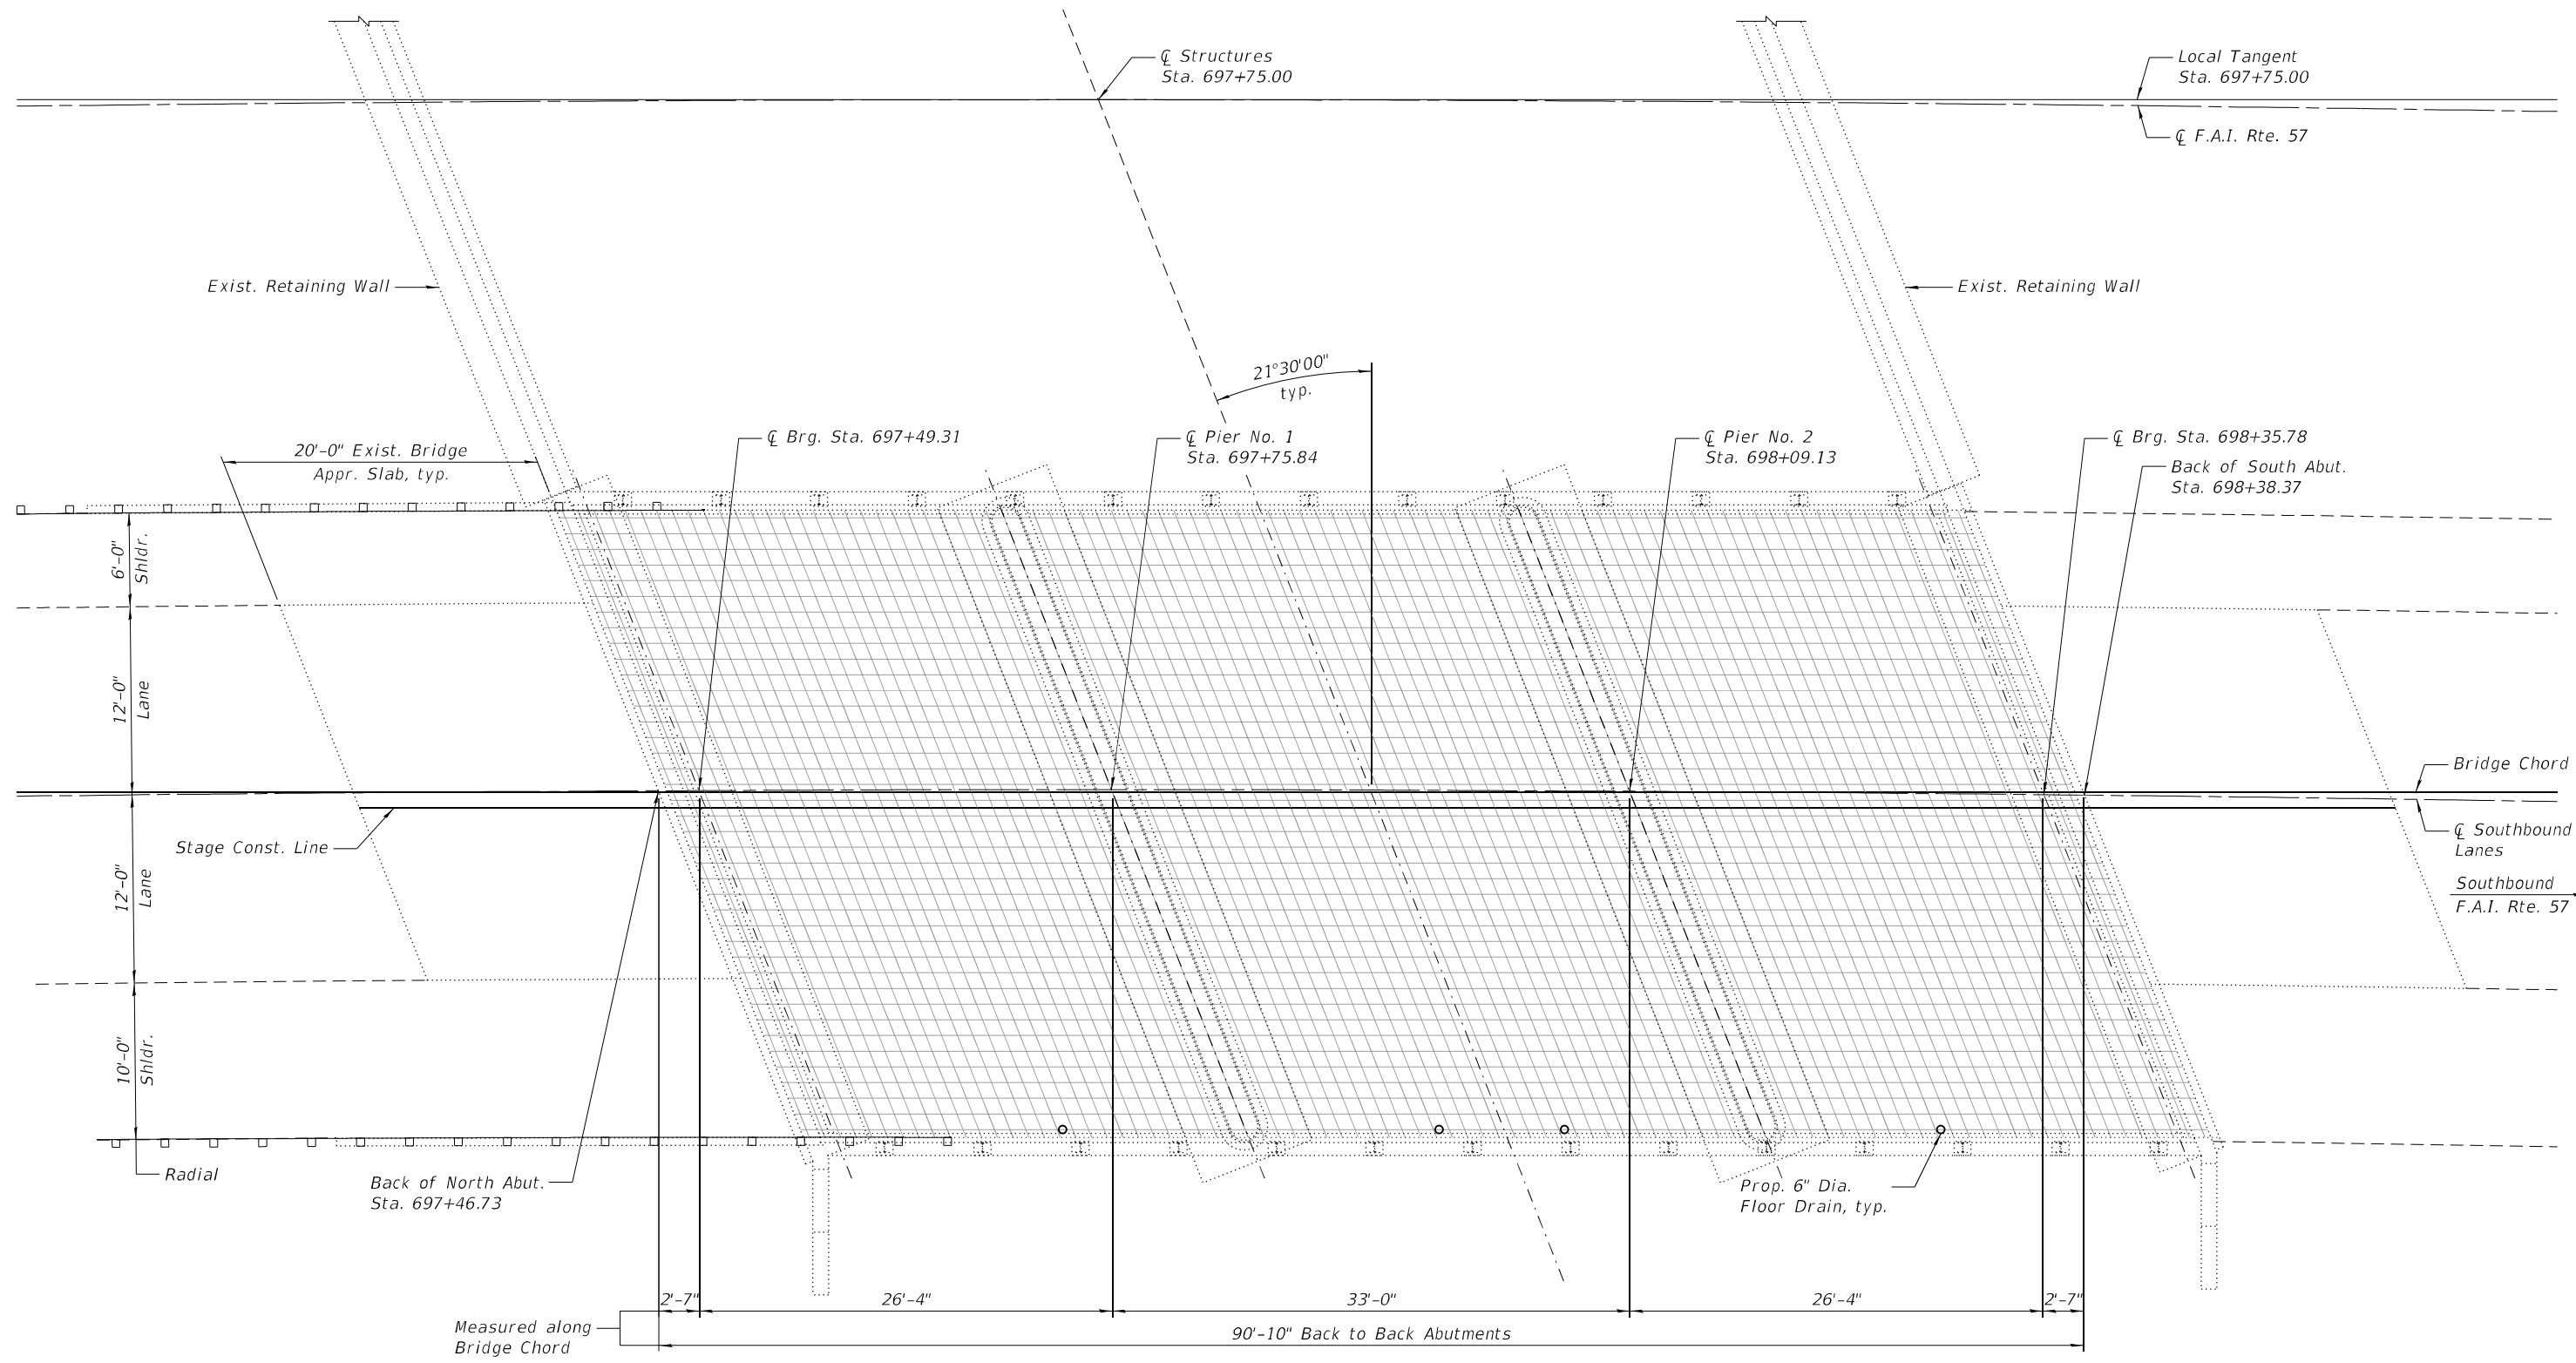 ℄ Structures
Sta. 697+75.00
Local Tangent
Sta. 697+75.00
℄ F.A.I. Rte. 57
Exist. Retaining Wall
Exist. Retaining Wall
21°30'00"
typ.
20'-0" Exist. Bridge
Appr. Slab, typ.
℄ Brg. Sta. 697+49.31
℄ Pier No. 1
Sta. 697+75.84
℄ Pier No. 2
Sta. 698+09.13
℄ Brg. Sta. 698+35.78
Back of South Abut.
Sta. 698+38.37
6'-0"
Shldr.
12'-0"
Lane
12'-0"
Lane
10'-0"
Shldr.
Bridge Chord
℄ Southbound
Lanes
Southbound
F.A.I. Rte. 57
Stage Const. Line
Radial
Back of North Abut.
Sta. 697+46.73
Prop. 6" Dia.
Floor Drain, typ.
2'-7"
26'-4"
33'-0"
26'-4"
2'-7"
Measured along
Bridge Chord
90'-10" Back to Back Abutments